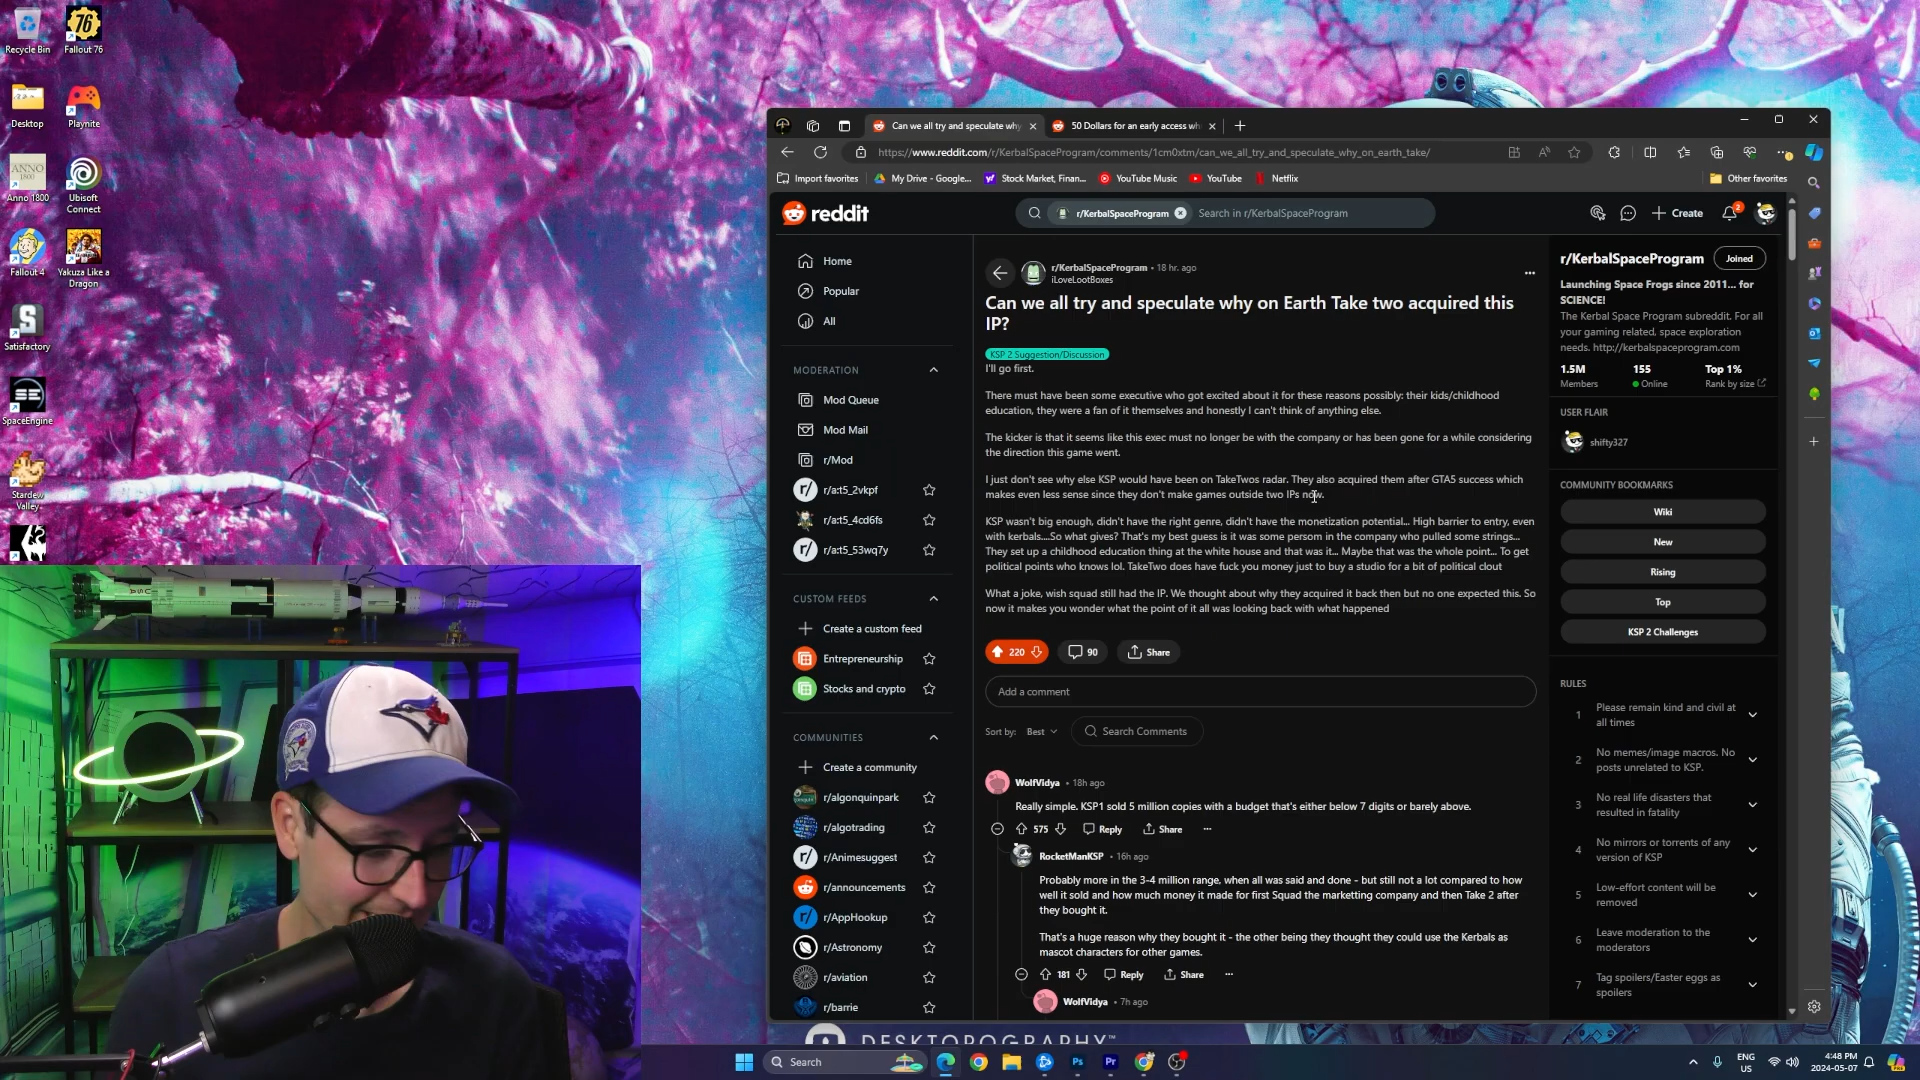 Recycle Bin
Fallout 76
Desktop
Playnite
ANNO
1800
Anno 1800
Ubisoft
Connect
Fallout 4
Yakuza Like a
Dragon
Satisfactory
SE
SpaceEngine
Stardew
Valley
Can we all try and speculate why
50 Dollars for an early access wh
https://www.reddit.com/r/KerbalSpaceProgram/comments/1cm0xtm/can_we_all_try_and_speculate_why_on_earth_take/
Import favorites
My Drive - Google...
Stock Market, Finan...
YouTube Music
YouTube
Netflix
Other favorites
reddit
r/KerbalSpaceProgram
Search in r/KerbalSpaceProgram
Create
2
Home
Popular
All
MODERATION
Mod Queue
Mod Mail
r/Mod
r/a:t5_2vkpf
r/a:t5_4cd6fs
r/a:t5_53wq7y
CUSTOM FEEDS
Create a custom feed
Entrepreneurship
Stocks and crypto
COMMUNITIES
Create a community
r/algonquinpark
r/algotrading
r/Animesuggest
r/announcements
r/AppHookup
r/Astronomy
r/aviation
r/barrie
r/KerbalSpaceProgram • 18 hr. ago
iLoveLootBoxes
Can we all try and speculate why on Earth Take two acquired this
IP?
KSP 2 Suggestion/Discussion
I'll go first.
There must have been some executive who got excited about it for these reasons possibly: their kids/childhood
education, they were a fan of it themselves and honestly I can't think of anything else.
The kicker is that it seems like this exec must no longer be with the company or has been gone for a while considering
the direction this game went.
I just don't see why else KSP would have been on TakeTwos radar. They also acquired them after GTA5 success which
makes even less sense since they don't make games outside two IPs now.
KSP wasn't big enough, didn't have the right genre, didn't have the monetization potential... High barrier to entry, even
with kerbals....So what gives? That's my best guess is it was some persom in the company who pulled some strings...
They set up a childhood education thing at the white house and that was it... Maybe that was the whole point... To get
political points who knows lol. TakeTwo does have fuck you money just to buy a studio for a bit of political clout
What a joke, wish squad still had the IP. We thought about why they acquired it back then but no one expected this. So
now it makes you wonder what the point of it all was looking back with what happened
220
90
Share
Add a comment
Sort by: Best
Search Comments
WolfVidya • 18h ago
Really simple. KSP1 sold 5 million copies with a budget that's either below 7 digits or barely above.
575
Reply
Share
RocketManKSP • 16h ago
Probably more in the 3-4 million range, when all was said and done - but still not a lot compared to how
well it sold and how much money it made for first Squad the marketing company and then Take 2 after
they bought it.
That's a huge reason why they bought it - the other being they thought they could use the Kerbals as
mascot characters for other games.
181
Reply
Share
WolfVidya • 7h ago
r/KerbalSpaceProgram
Joined
Launching Space Frogs since 2011... for
SCIENCE!
The Kerbal Space Program subreddit. For all
your gaming related, space exploration
needs. http://kerbalspaceprogram.com
1.5M
Members
155
Online
Top 1%
Rank by size
USER FLAIR
shifty327
COMMUNITY BOOKMARKS
Wiki
New
Rising
Top
KSP 2 Challenges
RULES
1 Please remain kind and civil at
all times
2 No memes/image macros. No
posts unrelated to KSP.
3 No real life disasters that
resulted in fatality
4 No mirrors or torrents of any
version of KSP
5 Low-effort content will be
removed
6 Leave moderation to the
moderators
7 Tag spoilers/Easter eggs as
spoilers
DESKTOPOGRAPHY™
Search
Ps
Pr
ENG
US
4:48 PM
2024-05-07